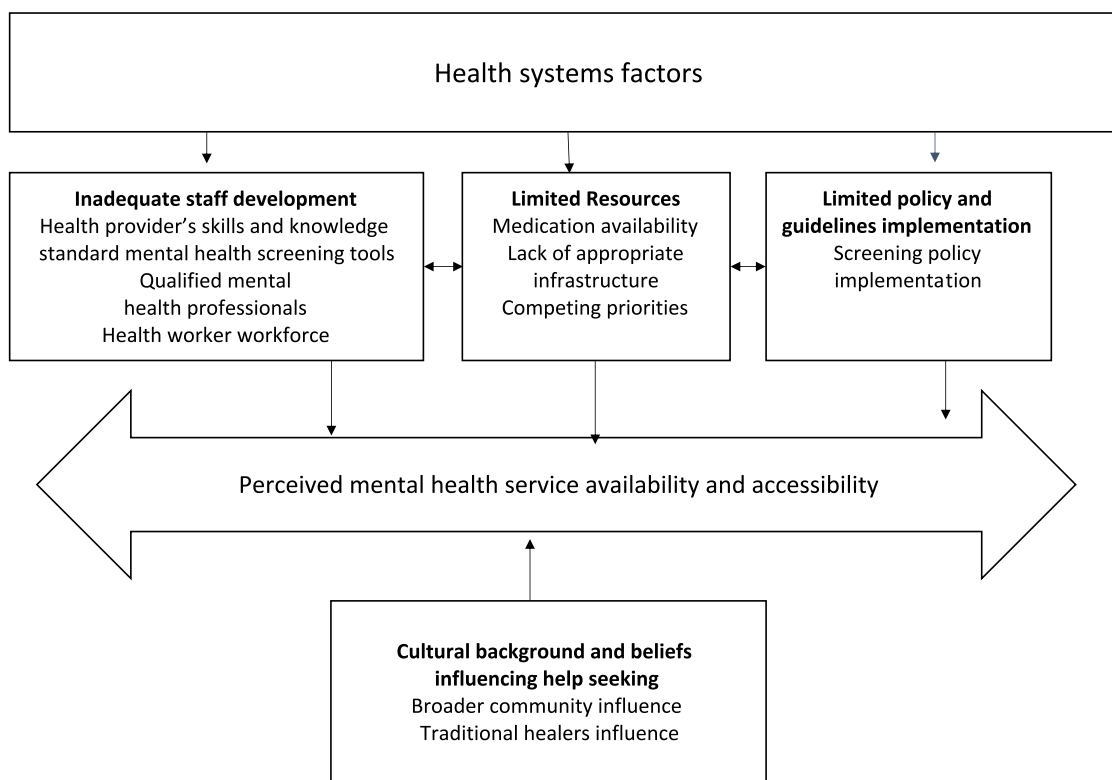 Health systems factors
Inadequate staff development
Health provider's skills and knowledge
standard mental health screening tools
Qualified mental
health professionals
Health worker workforce
Limited Resources
Medication availability
Lack of appropriate
infrastructure
Competing priorities
Limited policy and
guidelines implementation
Screening policy
implementation
Perceived mental health service availability and accessibility
Cultural background and beliefs
influencing help seeking
Broader community influence
Traditional healers influence